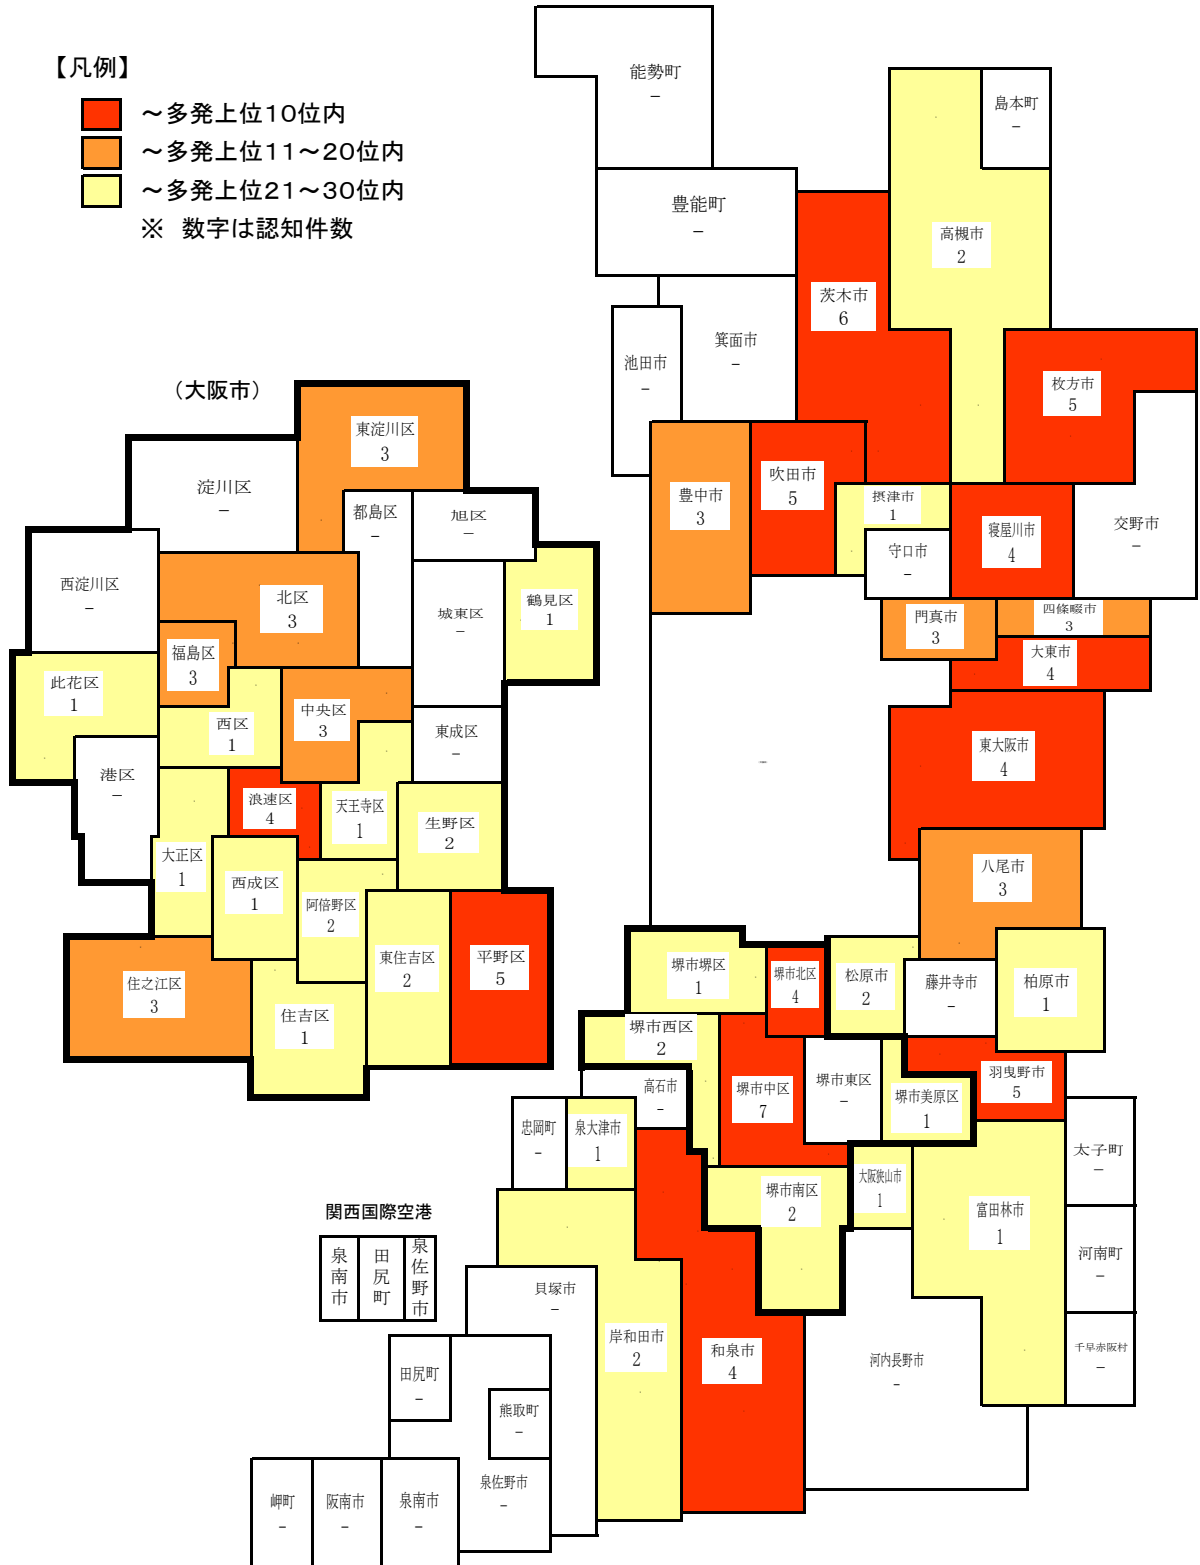 【凡例】
～多発上位10位内
～多発上位11～20位内
～多発上位21～30位内
※ 数字は認知件数
能勢町
－
島本町
－
豊能町
－
高槻市
2
茨木市
6
箕面市
－
池田市
－
枚方市
5
（大阪市）
東淀川区
3
淀川区
－
都島区
－
旭区
－
豊中市
3
吹田市
5
摂津市
1
寝屋川市
4
交野市
－
守口市
－
西淀川区
－
北区
3
城東区
－
鶴見区
1
門真市
3
四條畷市
3
大東市
4
福島区
3
此花区
1
西区
1
中央区
3
東成区
－
東大阪市
4
－
港区
－
浪速区
4
天王寺区
1
生野区
2
大正区
1
西成区
1
阿倍野区
2
八尾市
3
東住吉区
2
平野区
5
住之江区
3
住吉区
1
堺市堺区
1
堺市北区
4
松原市
2
藤井寺市
－
柏原市
1
堺市西区
2
堺市中区
7
堺市東区
－
堺市美原区
1
羽曳野市
5
高石市
－
忠岡町
－
泉大津市
1
太子町
－
堺市南区
2
大阪狭山市
1
富田林市
1
河南町
－
関西国際空港
泉南市
田尻町
泉佐野市
貝塚市
－
岸和田市
2
和泉市
4
河内長野市
－
千早赤阪村
－
田尻町
－
熊取町
－
泉佐野市
－
岬町
－
阪南市
－
泉南市
－